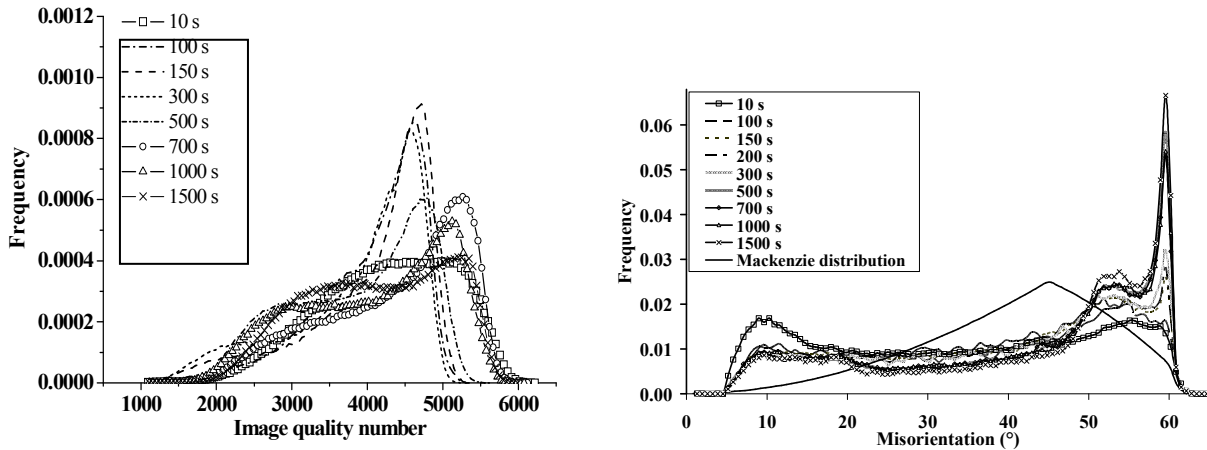 0.0012
0.0010
0.0008
0.0006
0.0004
0.0002
0.0000
Frequency
10 s
100 s
150 s
300 s
500 s
700 s
1000 s
1500 s
1000 2000 3000 4000 5000 6000
Image quality number
0.06
0.05
0.04
0.03
0.02
0.01
0.00
Frequency
10 s
100 s
150 s
200 s
300 s
500 s
700 s
1000 s
1500 s
Mackenzie distribution
0 10 20 30 40 50 60
Misorientation (°)